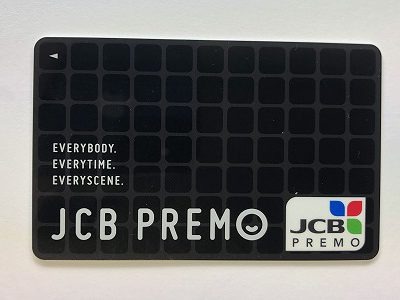 EVERYBODY.
EVERYTIME.
EVERYSCENE.
JCB PREMO
JCB
PREMO